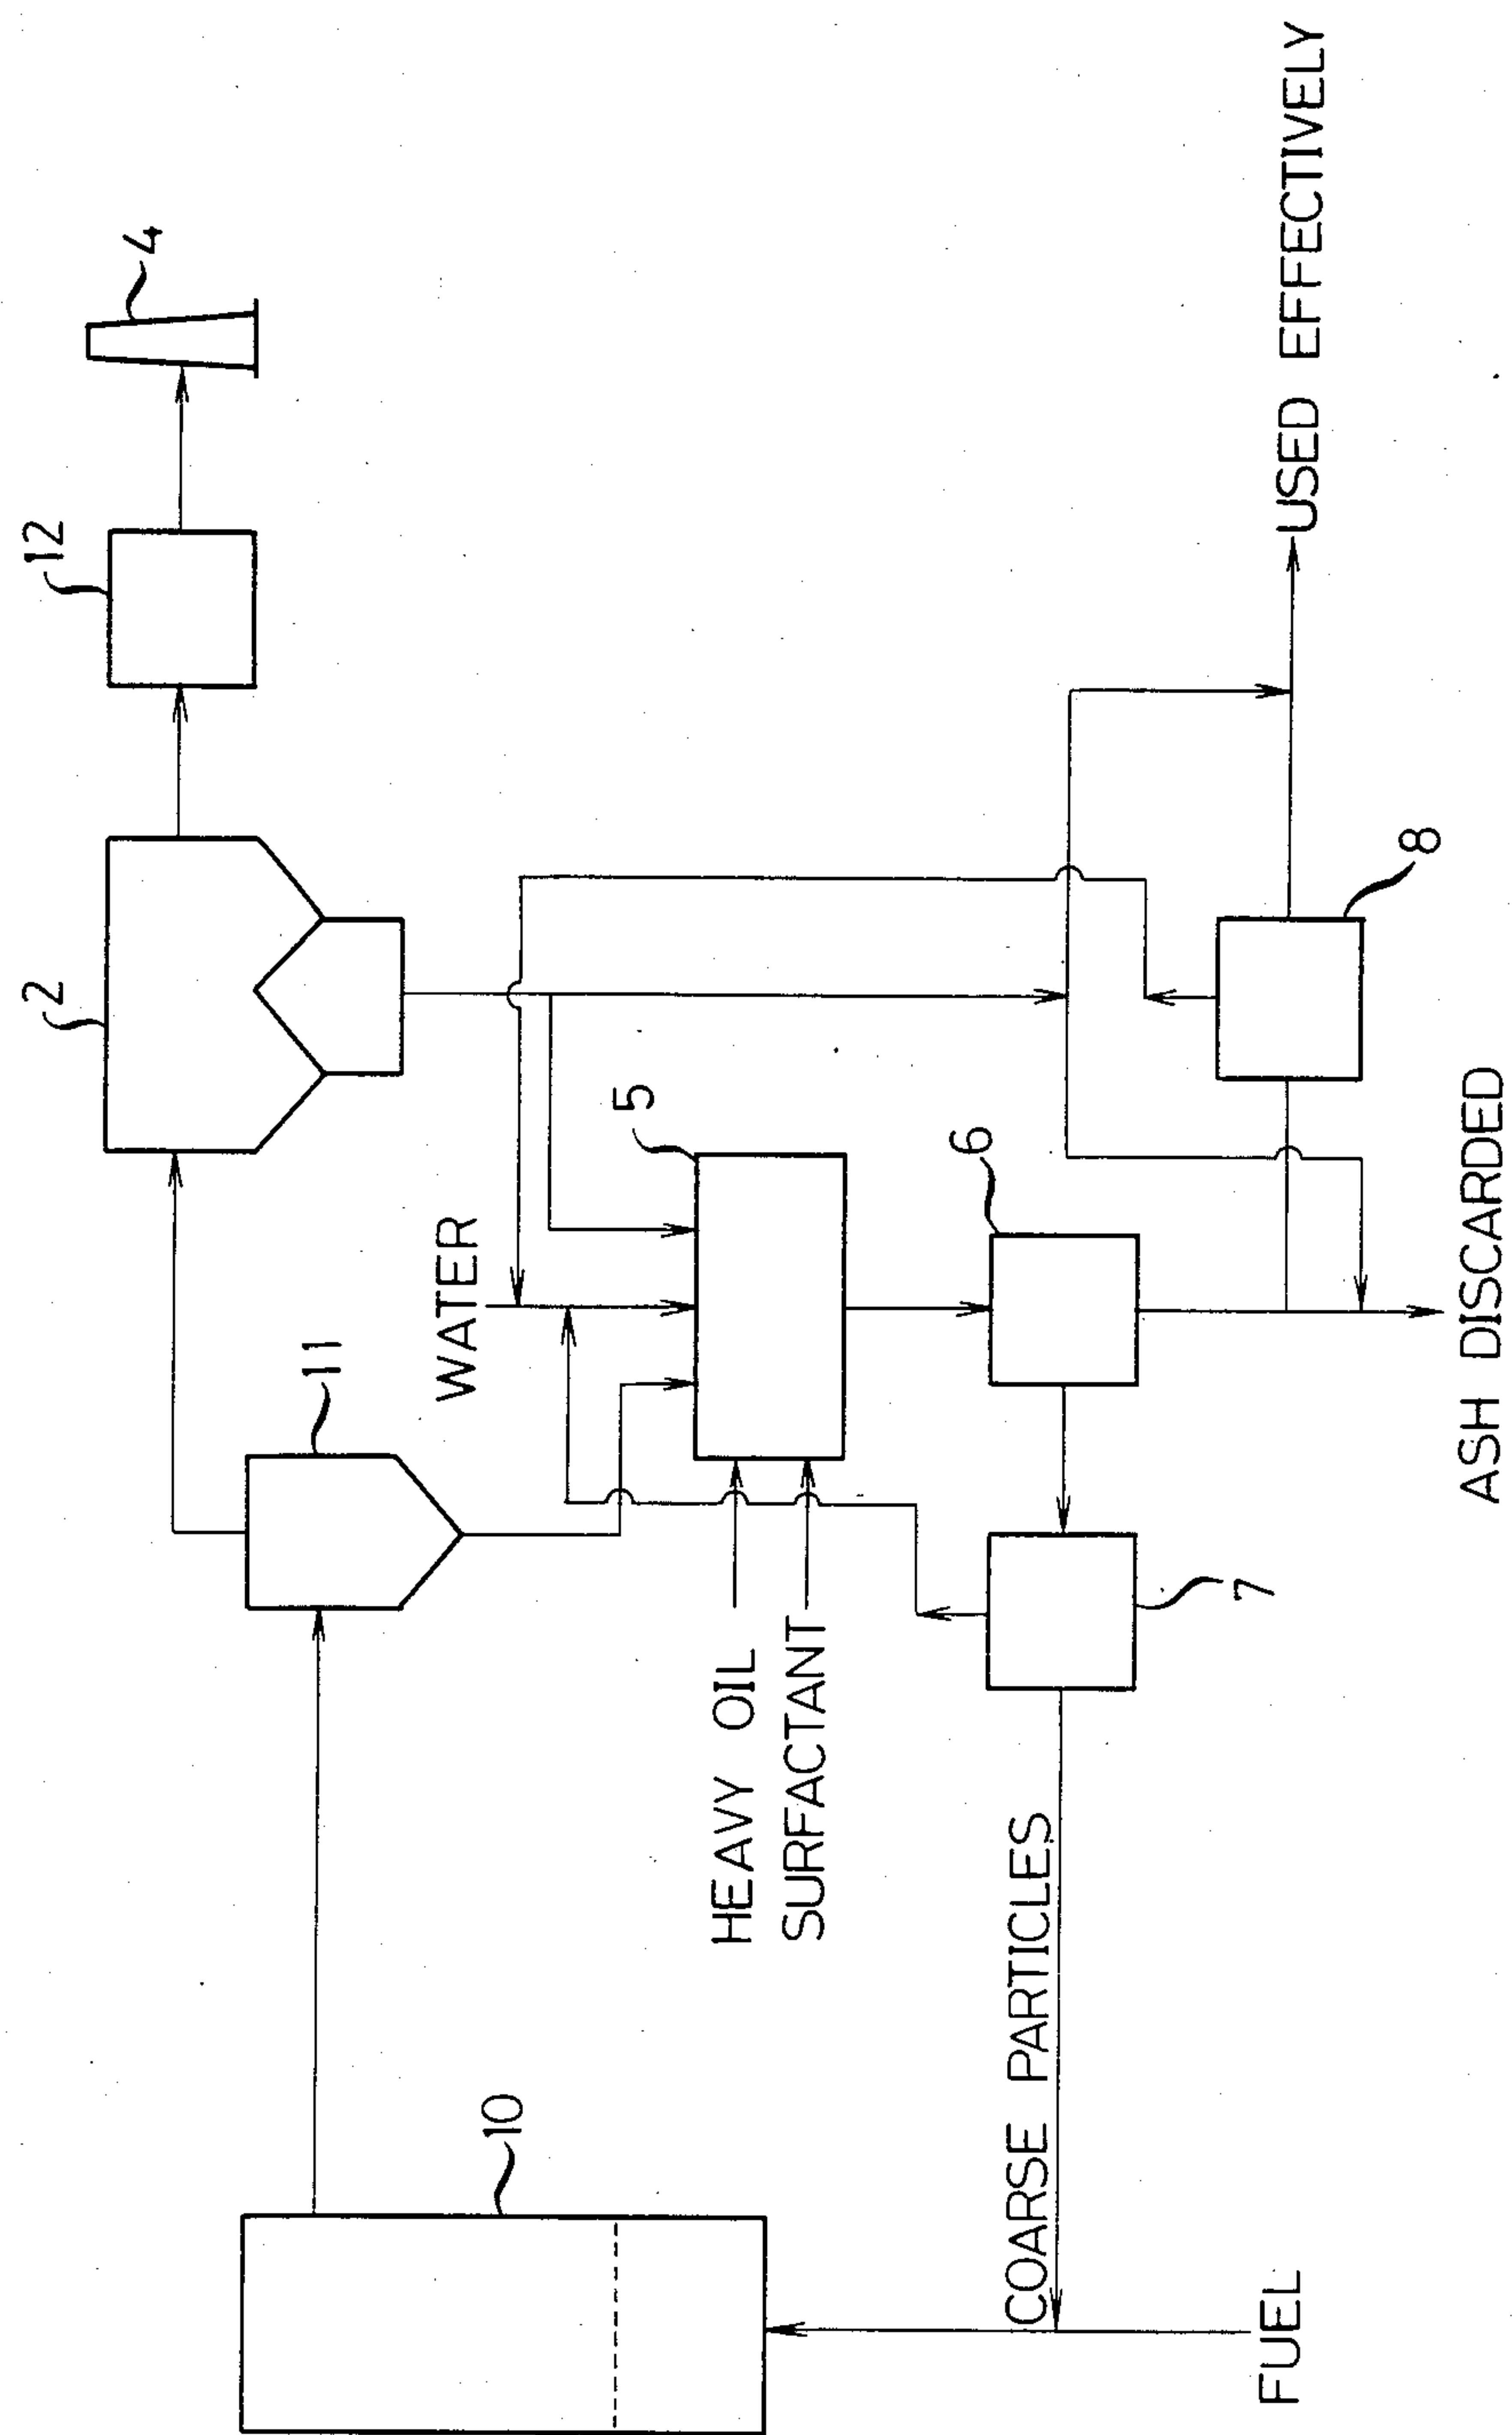 4
12
2
11
10
WATER
5
HEAVY OIL
SURFACTANT
6
COARSE PARTICLES
7
8
FUEL
USED EFFECTIVELY
ASH DISCARDED